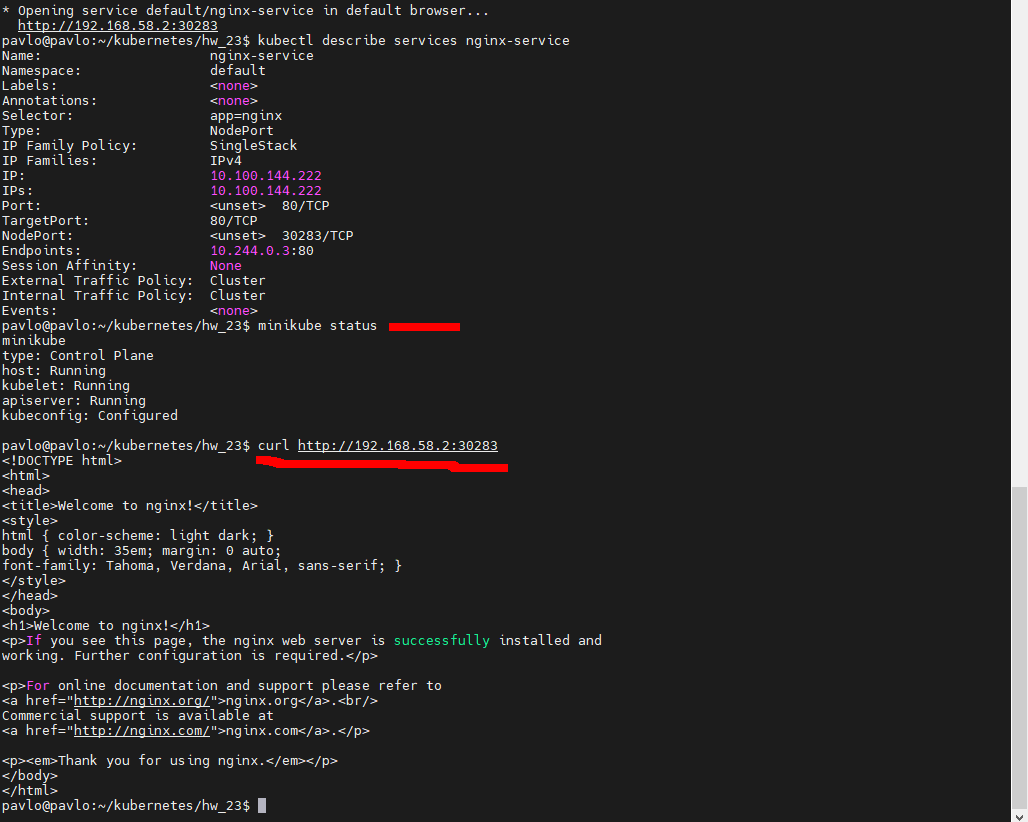 * Opening service default/nginx-service in default browser...
  http://192.168.58.2:30283
pavlo@pavlo:~/kubernetes/hw_23$ kubectl describe services nginx-service
Name:                     nginx-service
Namespace:                default
Labels:                   <none>
Annotations:              <none>
Selector:                 app=nginx
Type:                     NodePort
IP Family Policy:         SingleStack
IP Families:              IPv4
IP:                       10.100.144.222
IPs:                      10.100.144.222
Port:                     <unset>  80/TCP
TargetPort:               80/TCP
NodePort:                 <unset>  30283/TCP
Endpoints:                10.244.0.3:80
Session Affinity:         None
External Traffic Policy:  Cluster
Internal Traffic Policy:  Cluster
Events:                   <none>
pavlo@pavlo:~/kubernetes/hw_23$ minikube status
minikube
type: Control Plane
host: Running
kubelet: Running
apiserver: Running
kubeconfig: Configured

pavlo@pavlo:~/kubernetes/hw_23$ curl http://192.168.58.2:30283
<!DOCTYPE html>
<html>
<head>
<title>Welcome to nginx!</title>
<style>
html { color-scheme: light dark; }
body { width: 35em; margin: 0 auto;
font-family: Tahoma, Verdana, Arial, sans-serif; }
</style>
</head>
<body>
<h1>Welcome to nginx!</h1>
<p>If you see this page, the nginx web server is successfully installed and
working. Further configuration is required.</p>

<p>For online documentation and support please refer to
<a href="http://nginx.org/">nginx.org</a>.<br/>
Commercial support is available at
<a href="http://nginx.com/">nginx.com</a>.</p>

<p><em>Thank you for using nginx.</em></p>
</body>
</html>
pavlo@pavlo:~/kubernetes/hw_23$